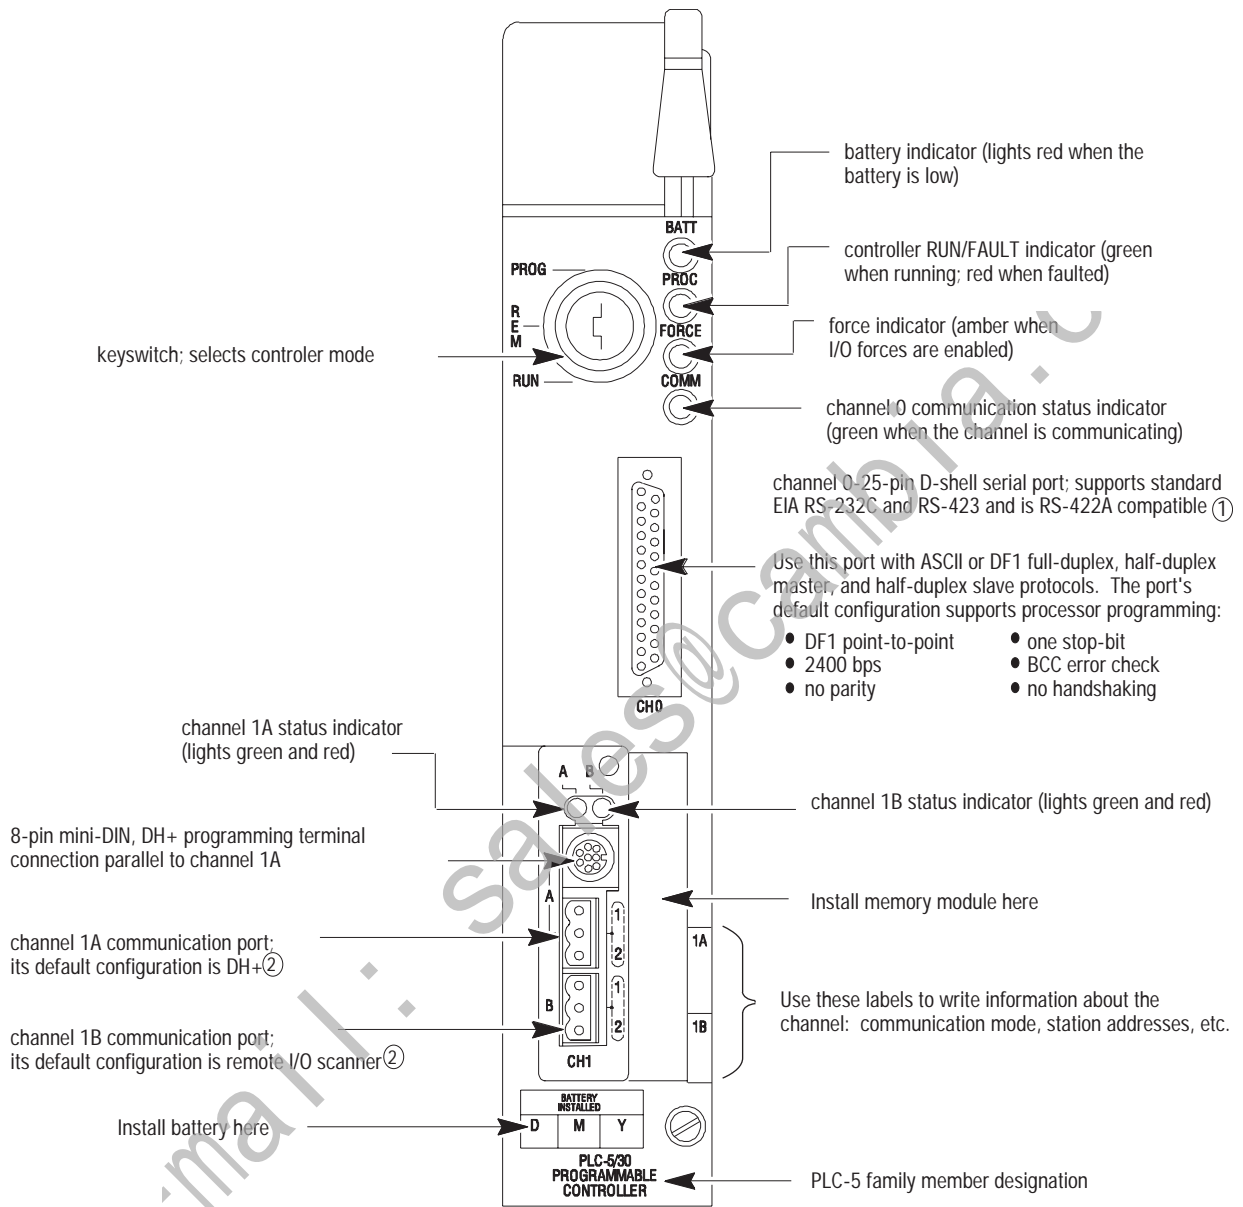 battery indicator (lights red when the
battery is low)
BATT
controller RUN/FAULT indicator (green
when running; red when faulted)
PROG
PROC
REM
force indicator (amber when
I/O forces are enabled)
FORCE
keyswitch; selects controler mode
RUN
COMM
channel 0 communication status indicator
(green when the channel is communicating)
channel 0-25-pin D-shell serial port; supports standard
EIA RS-232C and RS-423 and is RS-422A compatible 1
Use this port with ASCII or DF1 full-duplex, half-duplex
master, and half-duplex slave protocols. The port's
default configuration supports processor programming:
• DF1 point-to-point
• 2400 bps
• no parity
• one stop-bit
• BCC error check
• no handshaking
CH0
channel 1A status indicator
(lights green and red)
A B
channel 1B status indicator (lights green and red)
8-pin mini-DIN, DH+ programming terminal
connection parallel to channel 1A
Install memory module here
A
1
2
1A
channel 1A communication port;
its default configuration is DH+2
B
1
2
1B
Use these labels to write information about the
channel: communication mode, station addresses, etc.
channel 1B communication port;
its default configuration is remote I/O scanner2
CH1
BATTERY
INSTALLED
Install battery here
D M Y
PLC-5/30
PROGRAMMABLE
CONTROLLER
PLC-5 family member designation
mail: sales@cambia.c